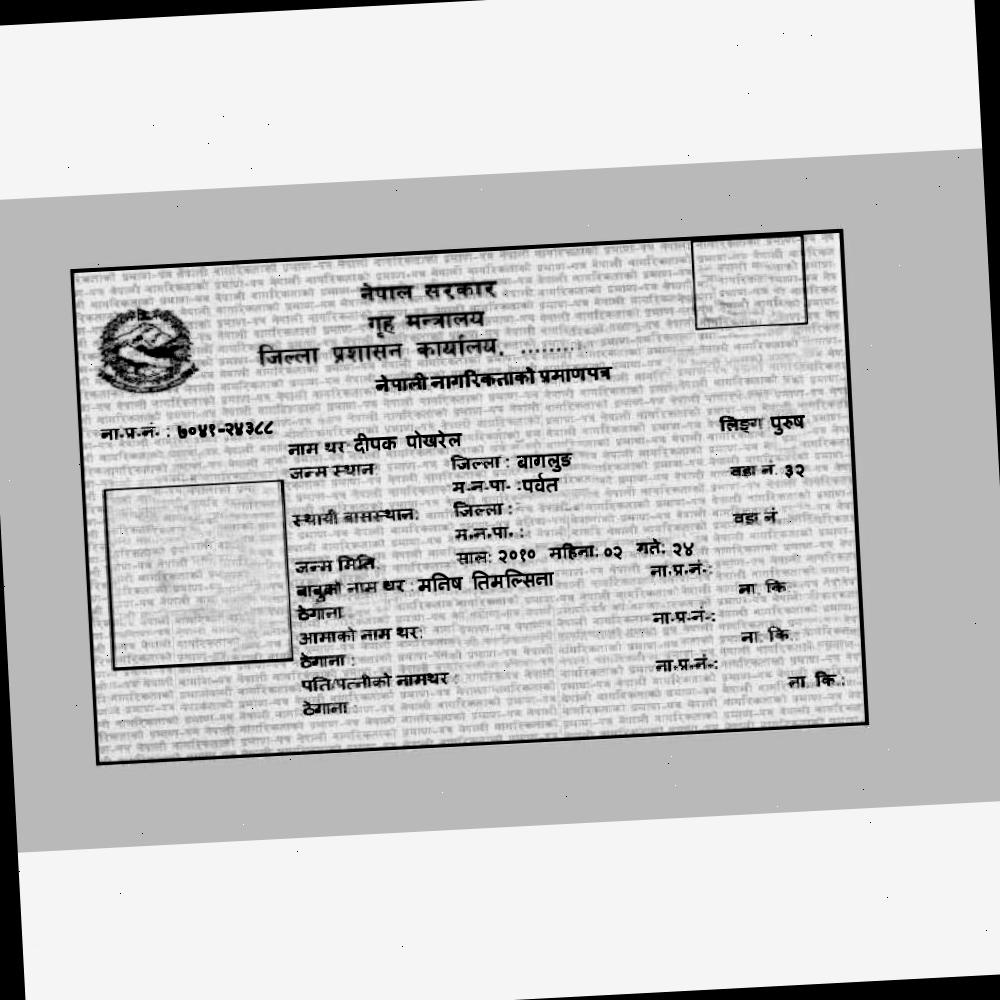 नेपाल सरकार
गृह मन्त्रालय
जिल्ला प्रशासन कार्यालय, .........
नेपाली नागरिकताको प्रमाणपत्र
ना.प्र.नं. : ७०४१-२४३८८
लिङ्ग पुरुष
नाम थर दीपक पोखरेल
जन्म स्थान जिल्ला : बागलुङ
म.न.पा. : पर्वत वडा नं. ३२
स्थायी बासस्थान: जिल्ला :
म.न.पा. : वडा नं
जन्म मिति साल: २०१० महिना: ०२ गते: २४
बाबुको नाम थर : मनिष तिमल्सिना ना.प्र.नं.:
ठेगाना ना. कि
आमाको नाम थर: ना.प्र.नं.:
ठेगाना : ना. कि
पति/पत्नीको नामथर : ना.प्र.नं.:
ठेगाना : ना. कि.: